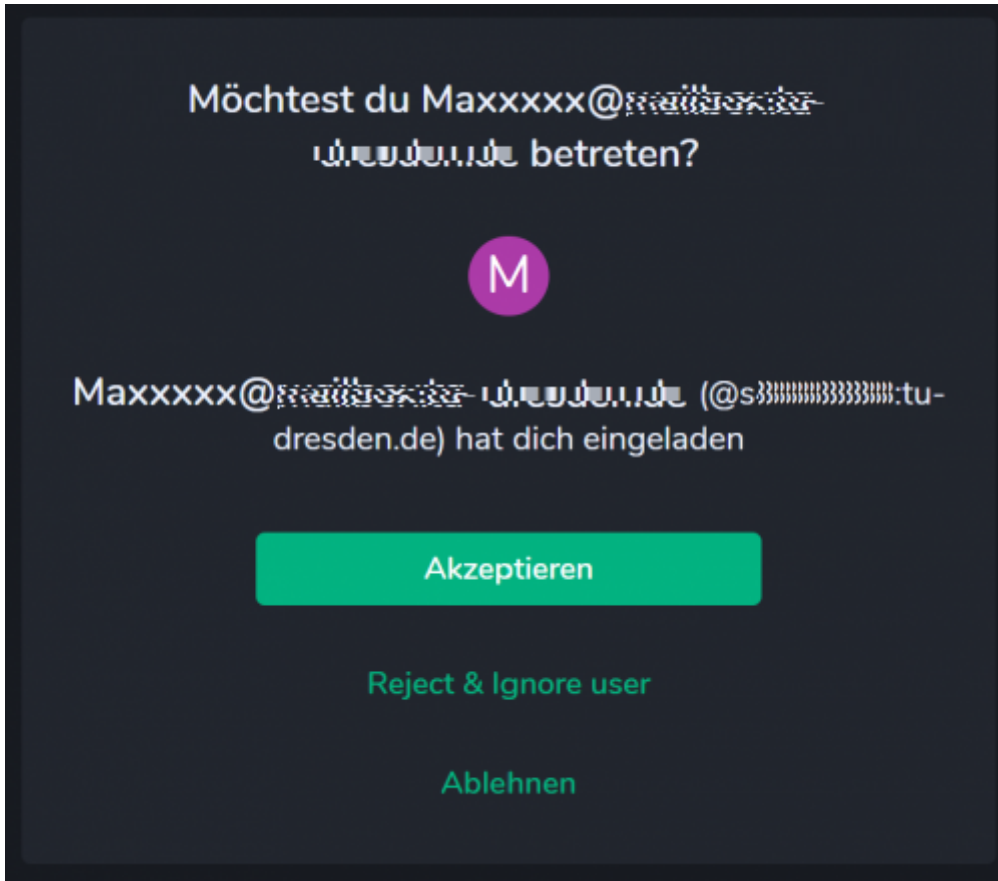 Möchtest du Maxxxxx@
betreten?
M
Maxxxxx@ (@s :tu-
dresden.de) hat dich eingeladen
Akzeptieren
Reject & Ignore user
Ablehnen